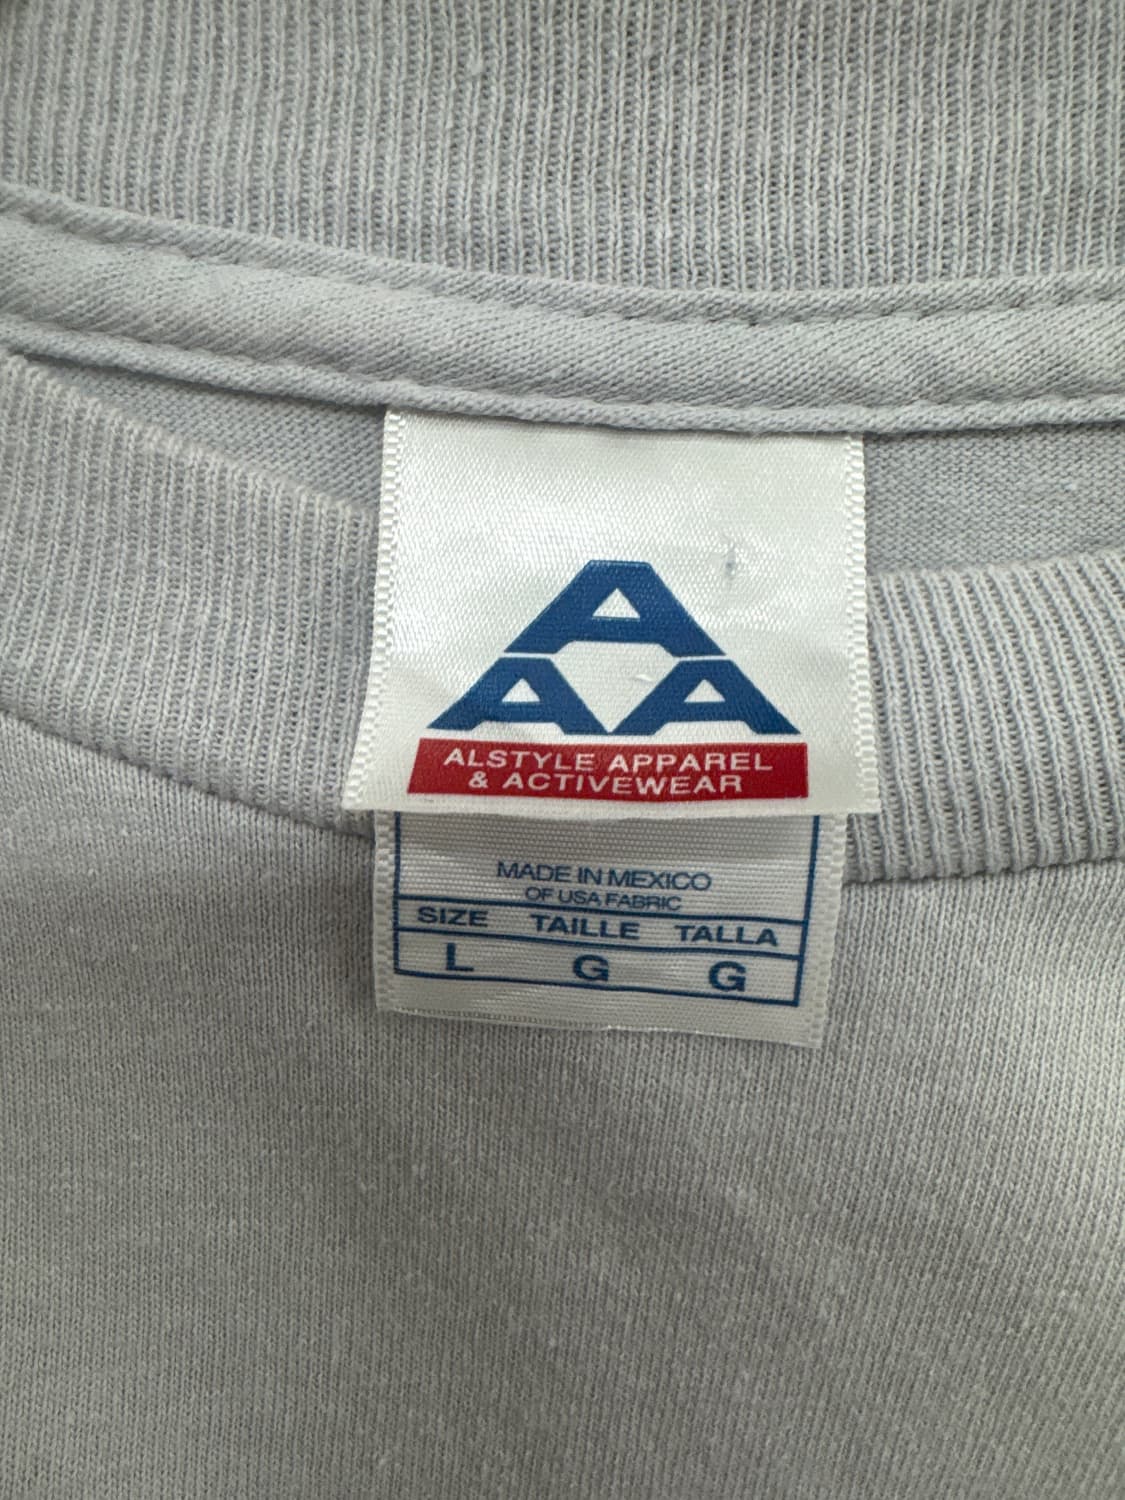 A
A A
ALSTYLE APPAREL
& ACTIVEWEAR
MADE IN MEXICO
OF USA FABRIC
SIZE TAILLE TALLA
L G G